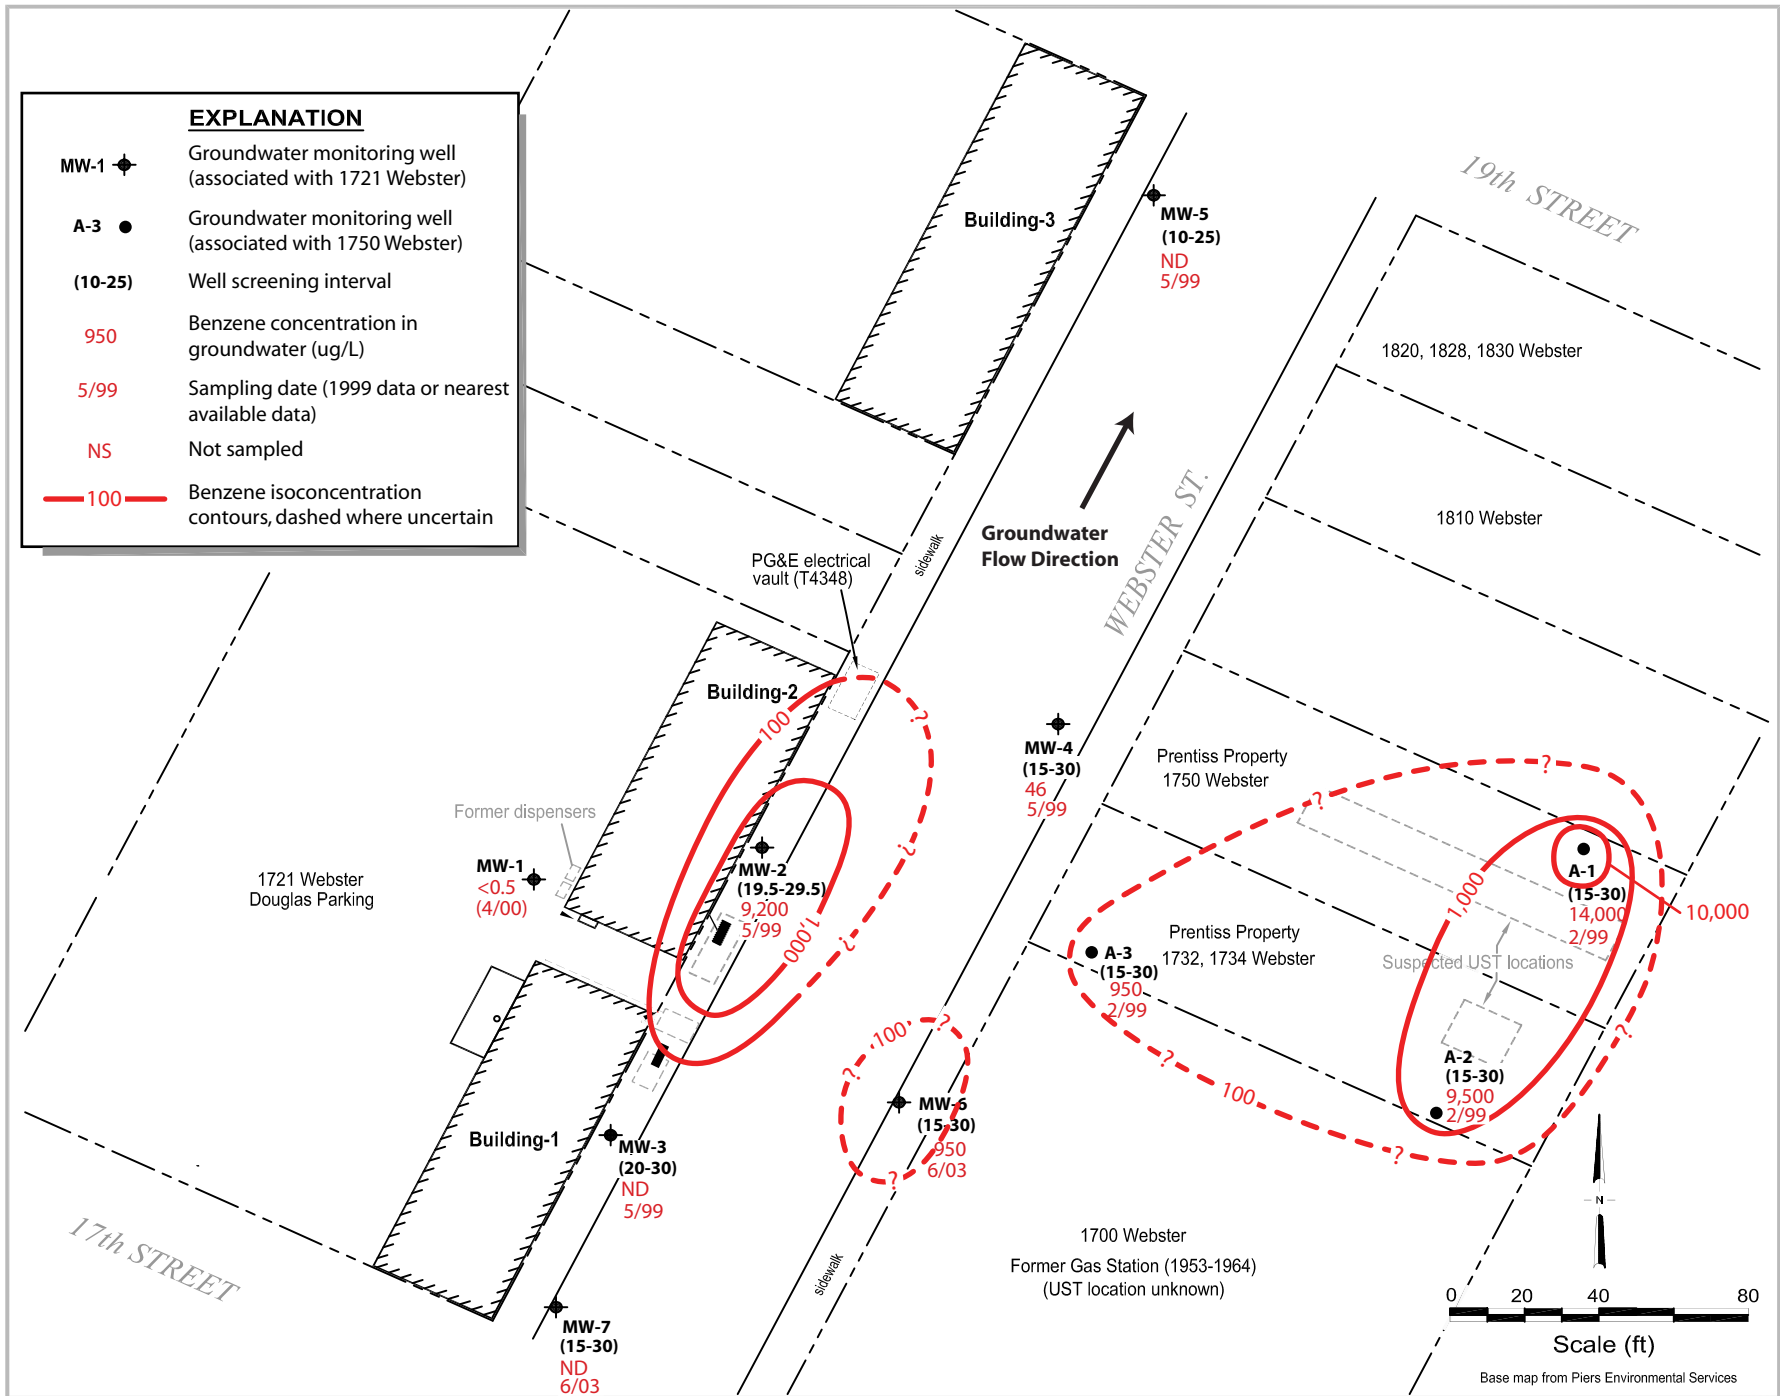 EXPLANATION
MW-1
Groundwater monitoring well
(associated with 1721 Webster)
A-3
Groundwater monitoring well
(associated with 1750 Webster)
(10-25)
Well screening interval
950
Benzene concentration in
groundwater (ug/L)
5/99
Sampling date (1999 data or nearest
available data)
NS
Not sampled
100
Benzene isoconcentration
contours, dashed where uncertain
19th STREET
Building-3
MW-5
(10-25)
ND
5/99
1820, 1828, 1830 Webster
1810 Webster
WEBSTER ST.
Groundwater
Flow Direction
sidewalk
PG&E electrical
vault (T4348)
Building-2
100
?
?
?
MW-4
(15-30)
46
5/99
Prentiss Property
1750 Webster
?
?
Former dispensers
MW-1
<0.5
(4/00)
1721 Webster
Douglas Parking
MW-2
(19.5-29.5)
9,200
5/99
1,000
A-1
(15-30)
14,000
2/99
10,000
1,000
Prentiss Property
1732, 1734 Webster
A-3
(15-30)
950
2/99
Suspected UST locations
?
?
100
?
A-2
(15-30)
9,500
2/99
100
?
?
?
MW-6
(15-30)
950
6/03
Building-1
MW-3
(20-30)
ND
5/99
17th STREET
MW-7
(15-30)
ND
6/03
sidewalk
1700 Webster
Former Gas Station (1953-1964)
(UST location unknown)
N
0 20 40 80
Scale (ft)
Base map from Piers Environmental Services